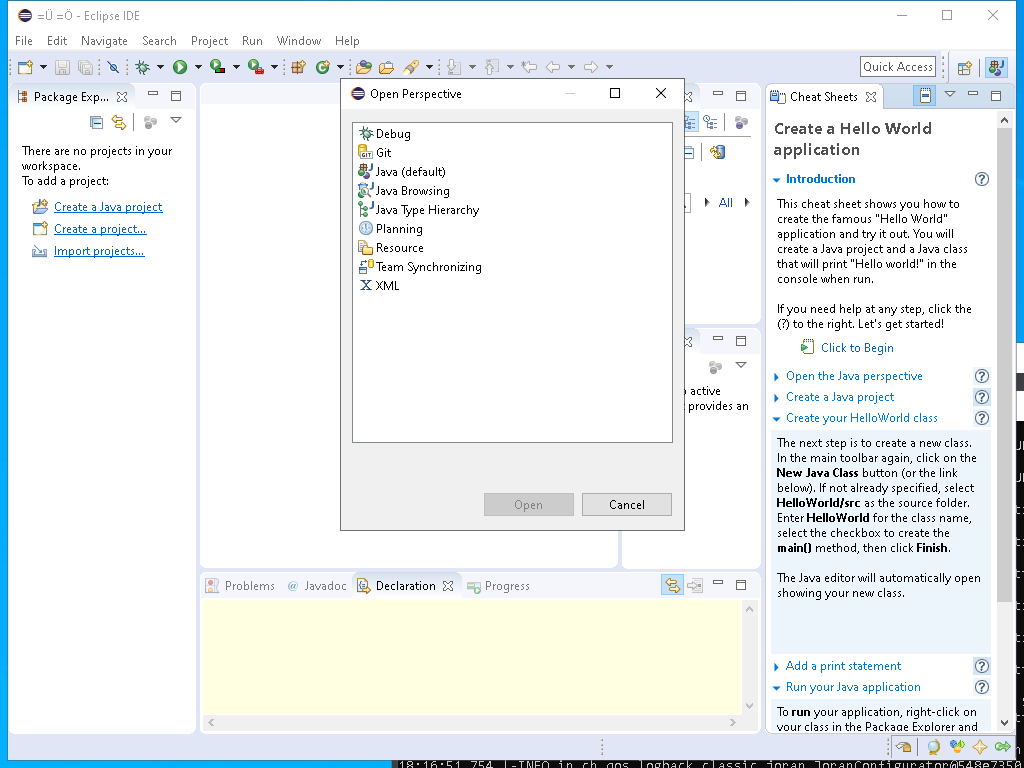 =Ü =Ö - Eclipse IDE
File Edit Navigate Search Project Run Window Help
Quick Access
Package Exp...
There are no projects in your
workspace.
To add a project:
Create a Java project
Create a project...
Import projects...
Open Perspective
Debug
Git
Java (default)
Java Browsing
Java Type Hierarchy
Planning
Resource
Team Synchronizing
XML
Open
Cancel
All
active
provides an
Problems
@ Javadoc
Declaration
Progress
Cheat Sheets
Create a Hello World
application
Introduction
This cheat sheet shows you how to
create the famous "Hello World"
application and try it out. You will
create a Java project and a Java class
that will print "Hello world!" in the
console when run.
If you need help at any step, click the
(?) to the right. Let's get started!
Click to Begin
Open the Java perspective
Create a Java project
Create your HelloWorld class
The next step is to create a new class.
In the main toolbar again, click on the
New Java Class button (or the link
below). If not already specified, select
HelloWorld/src as the source folder.
Enter HelloWorld for the class name,
select the checkbox to create the
main() method, then click Finish.
The Java editor will automatically open
showing your new class.
Add a print statement
Run your Java application
To run your application, right-click on
your class in the Package Explorer and
18:16:51,754 |-INFO in ch.qos.logback.classic.joran.JoranConfigurator@548e7350